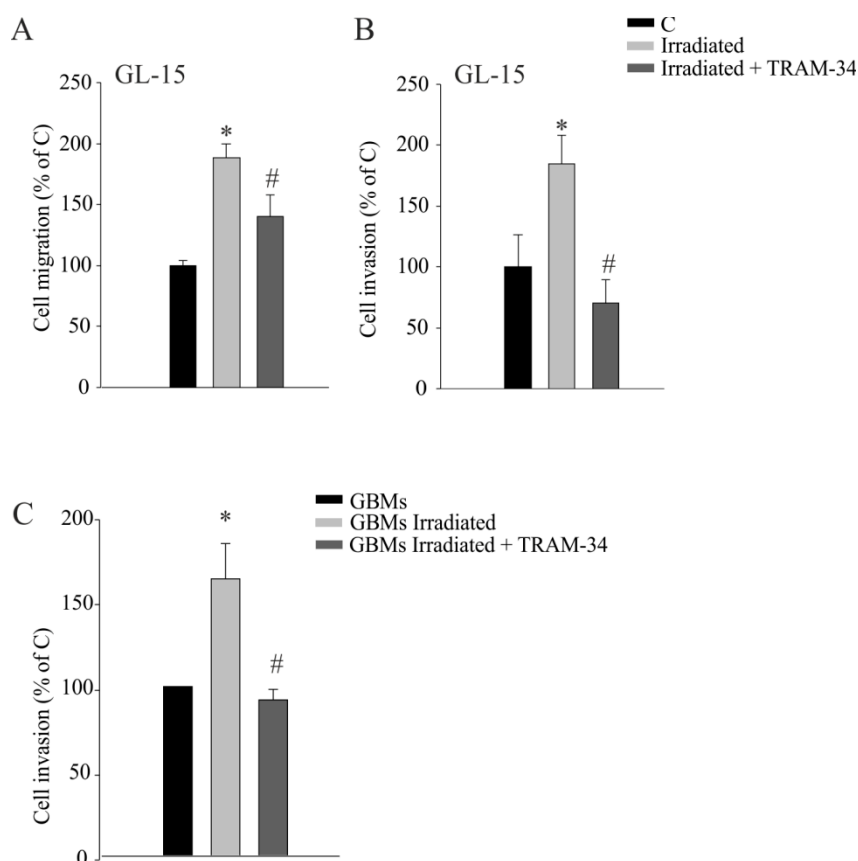 A
GL-15
Cell migration (% of C)
250
200
150
100
50
0
*
#
B
GL-15
C
Irradiated
Irradiated + TRAM-34
Cell invasion (% of C)
250
200
150
100
50
0
*
#
C
GBMs
GBMs Irradiated
GBMs Irradiated + TRAM-34
Cell invasion (% of C)
200
150
100
50
0
*
#